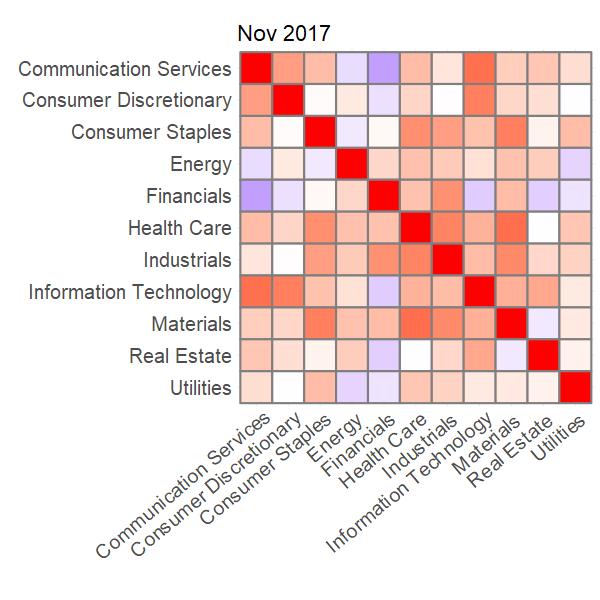 Nov 2017
Communication Services
Consumer Discretionary
Consumer Staples
Energy
Financials
Health Care
Industrials
Information Technology
Materials
Real Estate
Utilities
Communication Services
Consumer Discretionary
Consumer Staples
Energy
Financials
Health Care
Industrials
Information Technology
Materials
Real Estate
Utilities